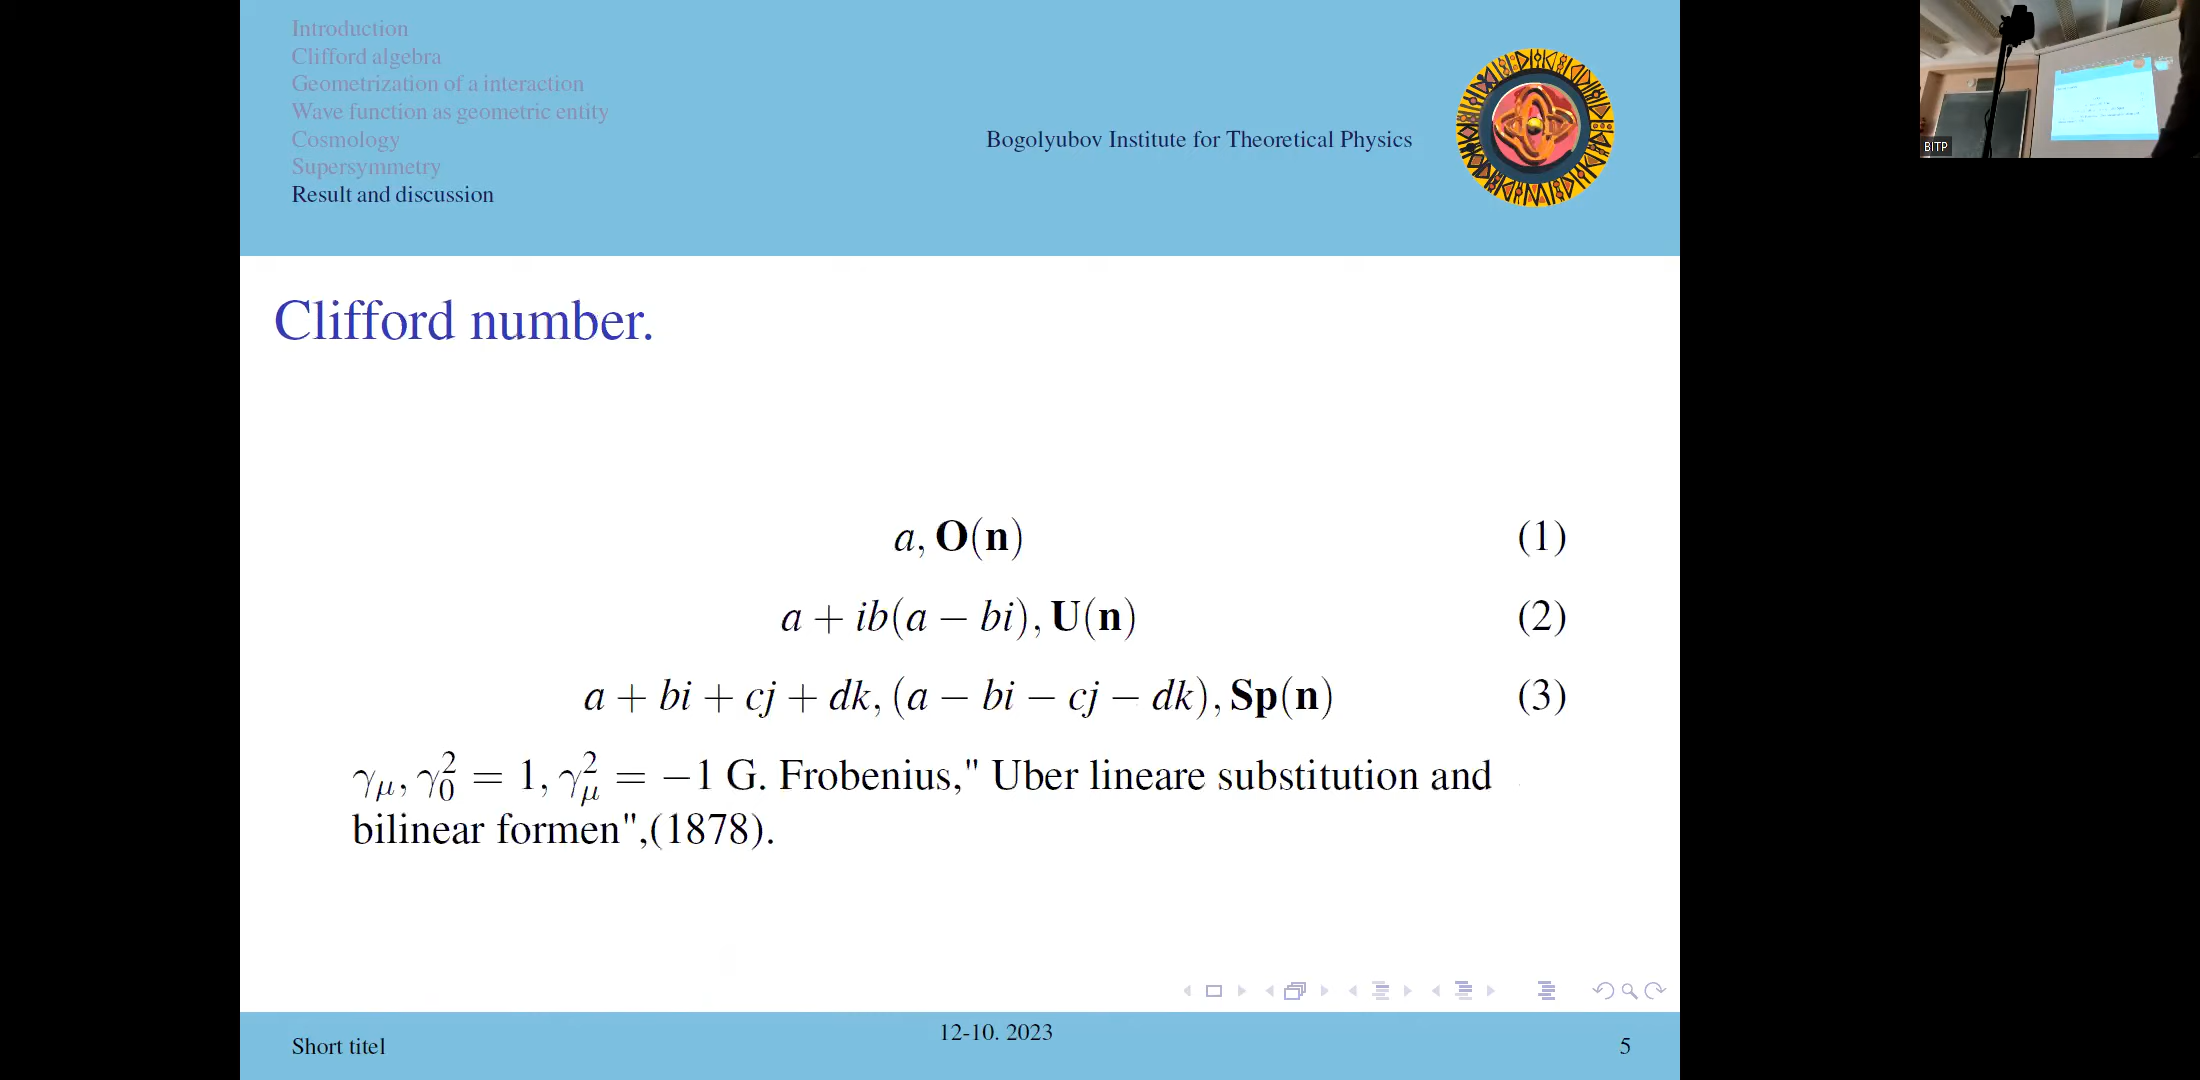 Introduction
Clifford algebra
Geometrization of a interaction
Wave function as geometric entity
Cosmology
Supersymmetry
Result and discussion
Bogolyubov Institute for Theoretical Physics
BITP
Clifford number.
a, O(n) (1)
a + ib(a − bi), U(n) (2)
a + bi + cj + dk, (a − bi − cj − dk), Sp(n) (3)
γ_μ, γ_0^2 = 1, γ_μ^2 = −1 G. Frobenius," Uber lineare substitution and
bilinear formen",(1878).
Short titel
12-10. 2023
5